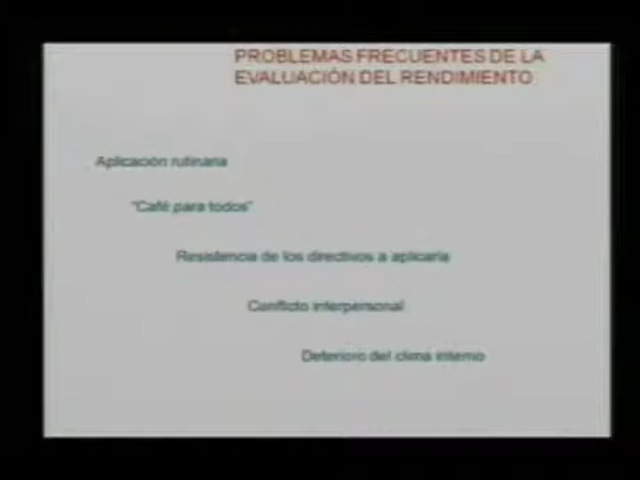 PROBLEMAS FRECUENTES DE LA
EVALUACIÓN DEL RENDIMIENTO
Aplicación rutinaria
"Café para todos"
Resistencia de los directivos a aplicarla
Conflicto interpersonal
Deterioro del clima interno